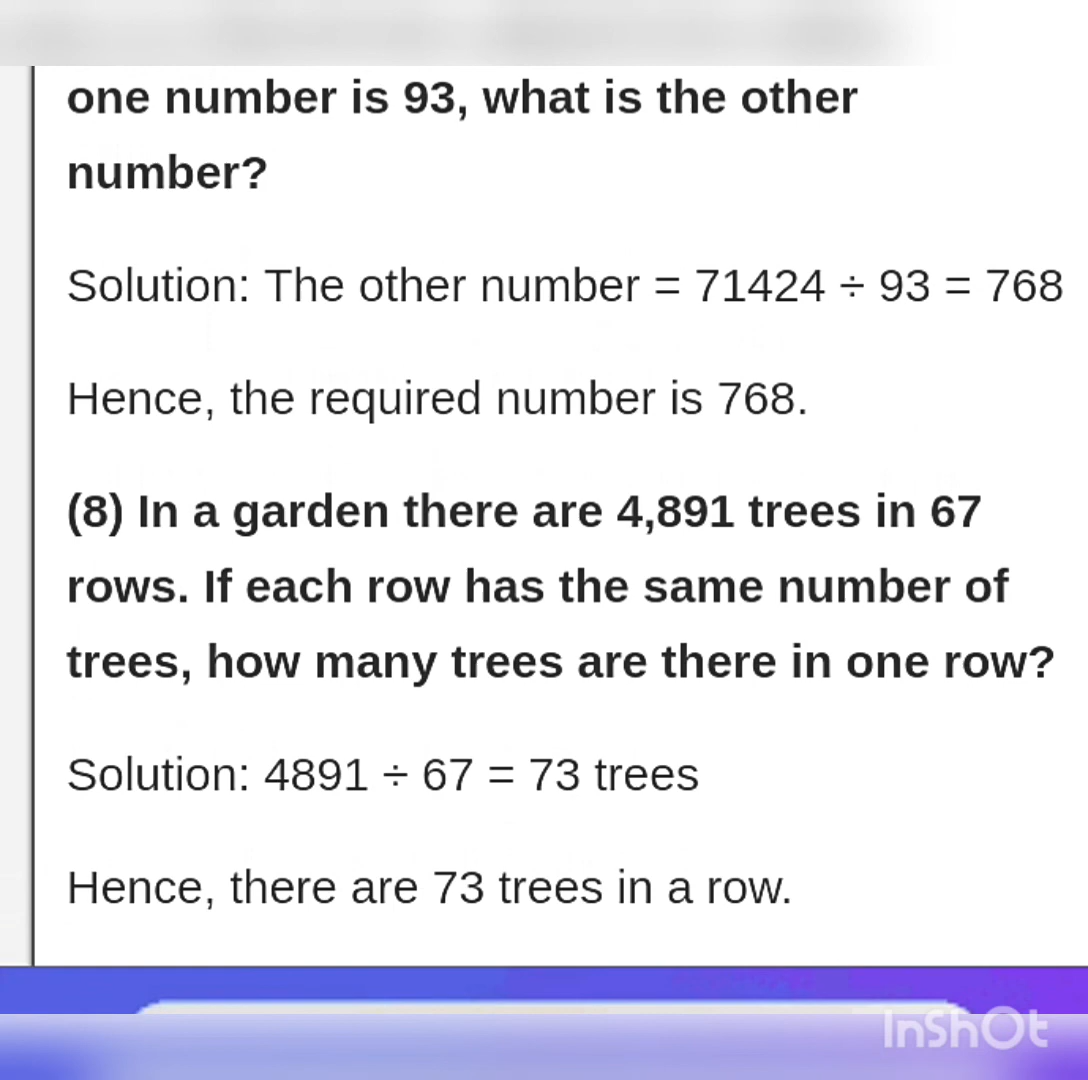 one number is 93, what is the other
number?
Solution: The other number = 71424 ÷ 93 = 768
Hence, the required number is 768.
(8) In a garden there are 4,891 trees in 67
rows. If each row has the same number of
trees, how many trees are there in one row?
Solution: 4891 ÷ 67 = 73 trees
Hence, there are 73 trees in a row.
InShOt